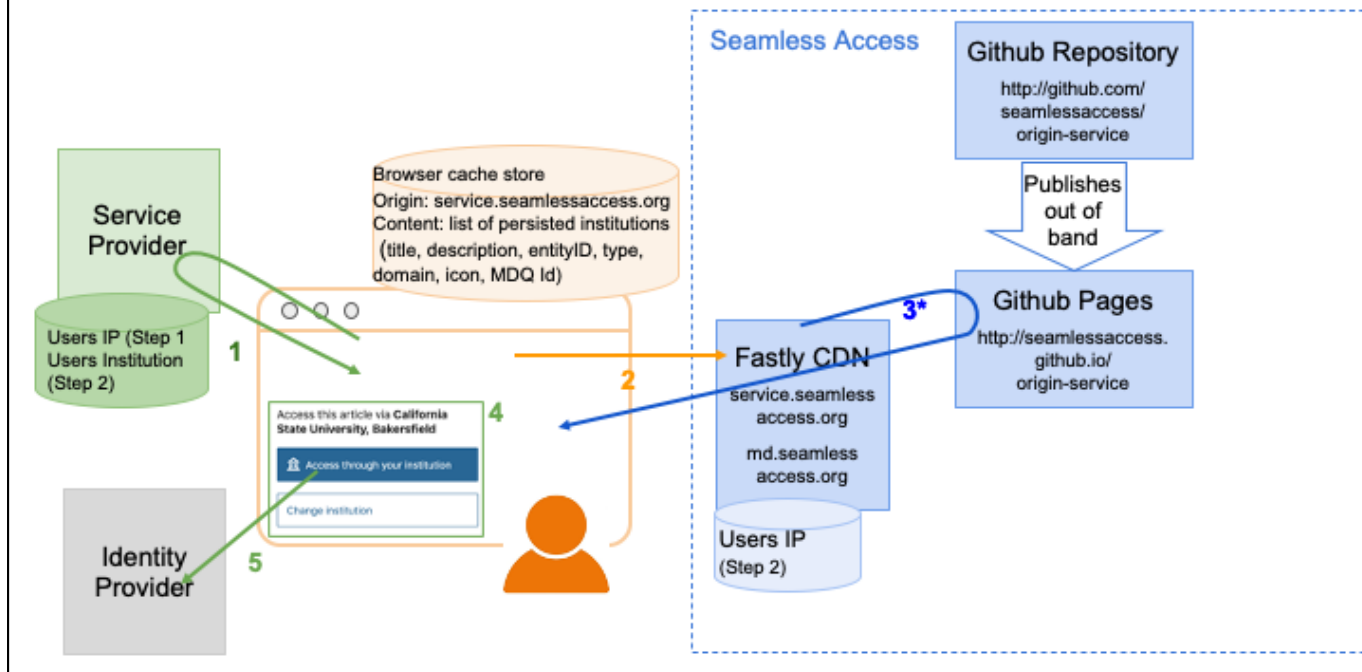 Seamless Access
Github Repository
http://github.com/
seamlessaccess/
origin-service
Publishes
out of
band
Github Pages
http://seamlessaccess.
github.io/
origin-service
Service
Provider
Users IP (Step 1
Users Institution
(Step 2)
Browser cache store
Origin: service.seamlessaccess.org
Content: list of persisted institutions
(title, description, entityID, type,
domain, icon, MDQ Id)
1
2
3*
Fastly CDN
service.seamless
access.org
md.seamless
access.org
Users IP
(Step 2)
4
Access this article via California
State University, Bakersfield
Access through your institution
Change institution
5
Identity
Provider